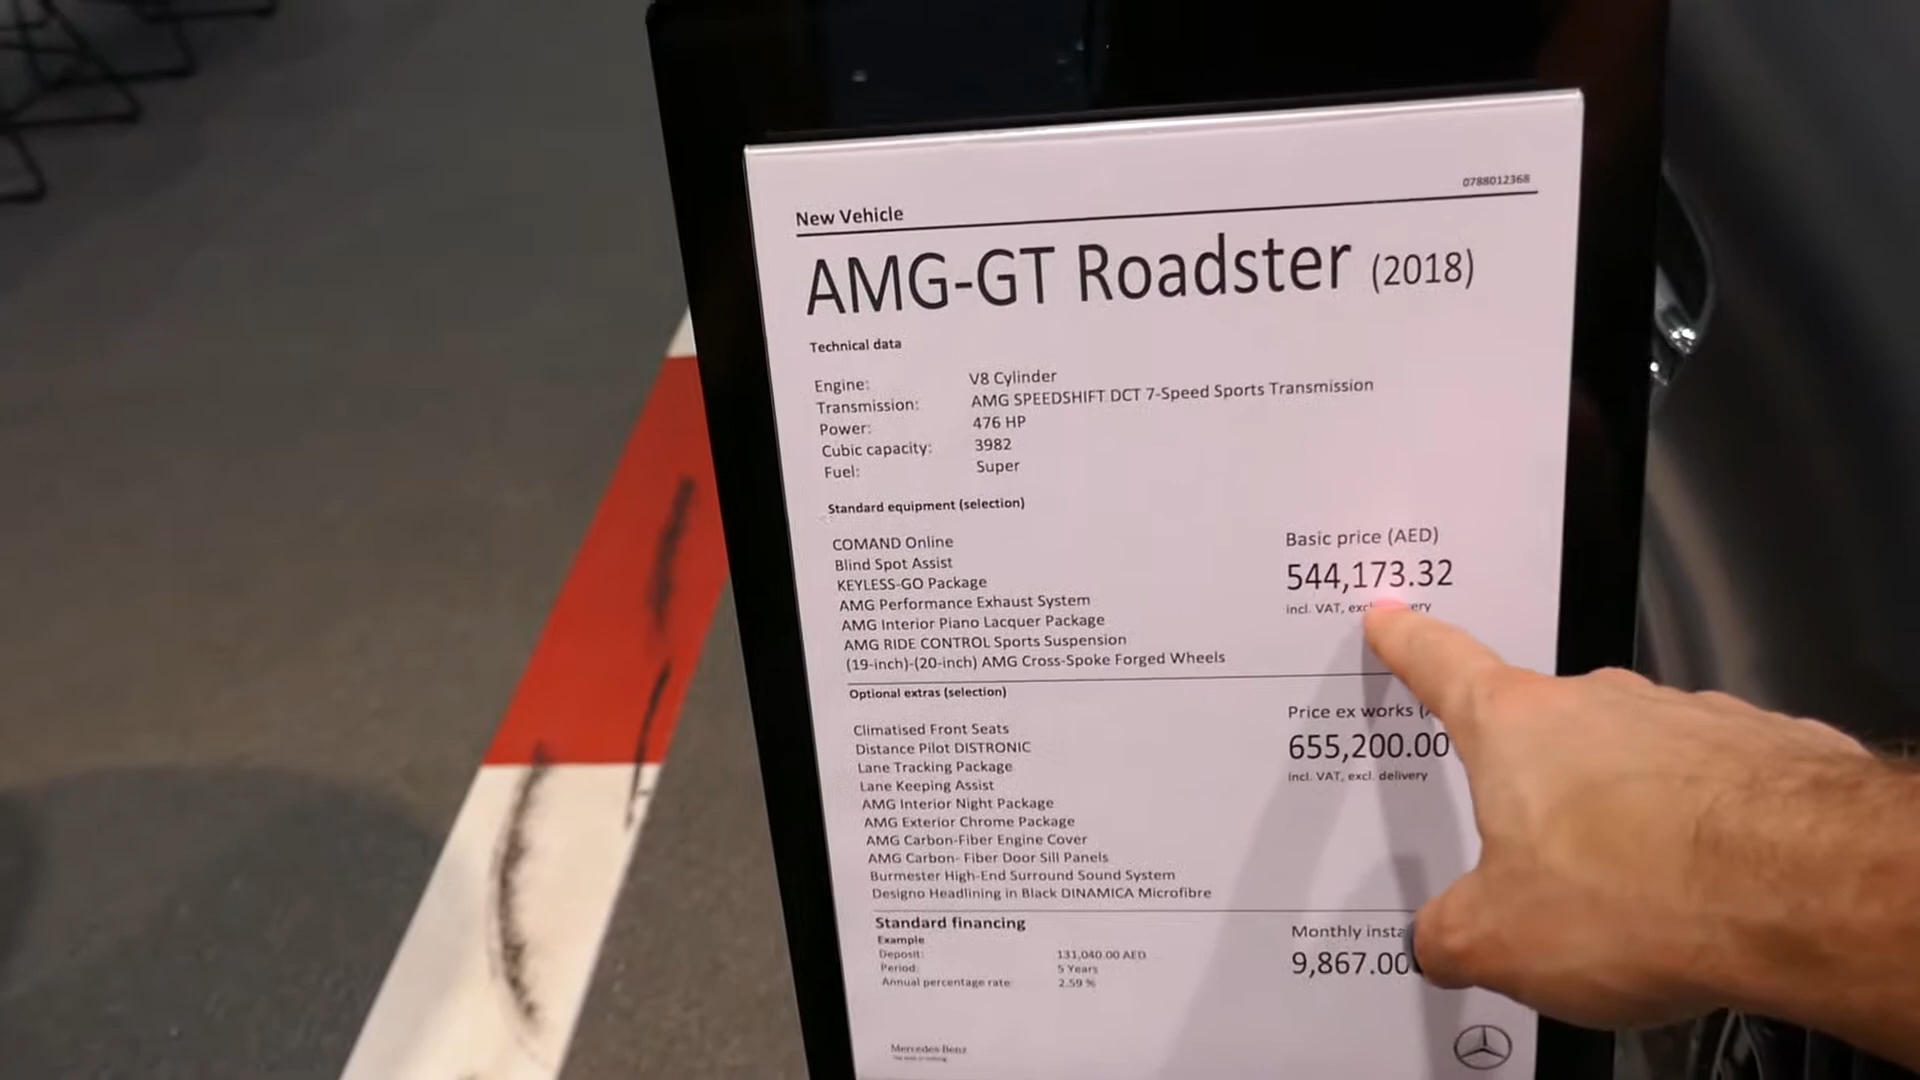 0788012368
New Vehicle
AMG-GT Roadster (2018)
Technical data
Engine: V8 Cylinder
Transmission: AMG SPEEDSHIFT DCT 7-Speed Sports Transmission
Power: 476 HP
Cubic capacity: 3982
Fuel: Super
Standard equipment (selection)
COMAND Online
Blind Spot Assist
KEYLESS-GO Package
AMG Performance Exhaust System
AMG Interior Piano Lacquer Package
AMG RIDE CONTROL Sports Suspension
(19-inch)-(20-inch) AMG Cross-Spoke Forged Wheels
Basic price (AED)
544,173.32
incl. VAT,
Optional extras (selection)
Climatised Front Seats
Distance Pilot DISTRONIC
Lane Tracking Package
Lane Keeping Assist
AMG Interior Night Package
AMG Exterior Chrome Package
AMG Carbon-Fiber Engine Cover
AMG Carbon- Fiber Door Sill Panels
Burmester High-End Surround Sound System
Designo Headlining in Black DINAMICA Microfibre
Price ex works
655,200.00
incl. VAT, excl. delivery
Standard financing
Example
Deposit: 131,040.00 AED
Period: 5 Years
Annual percentage rate: 2.59 %
Monthly
9,867.00
Mercedes-Benz